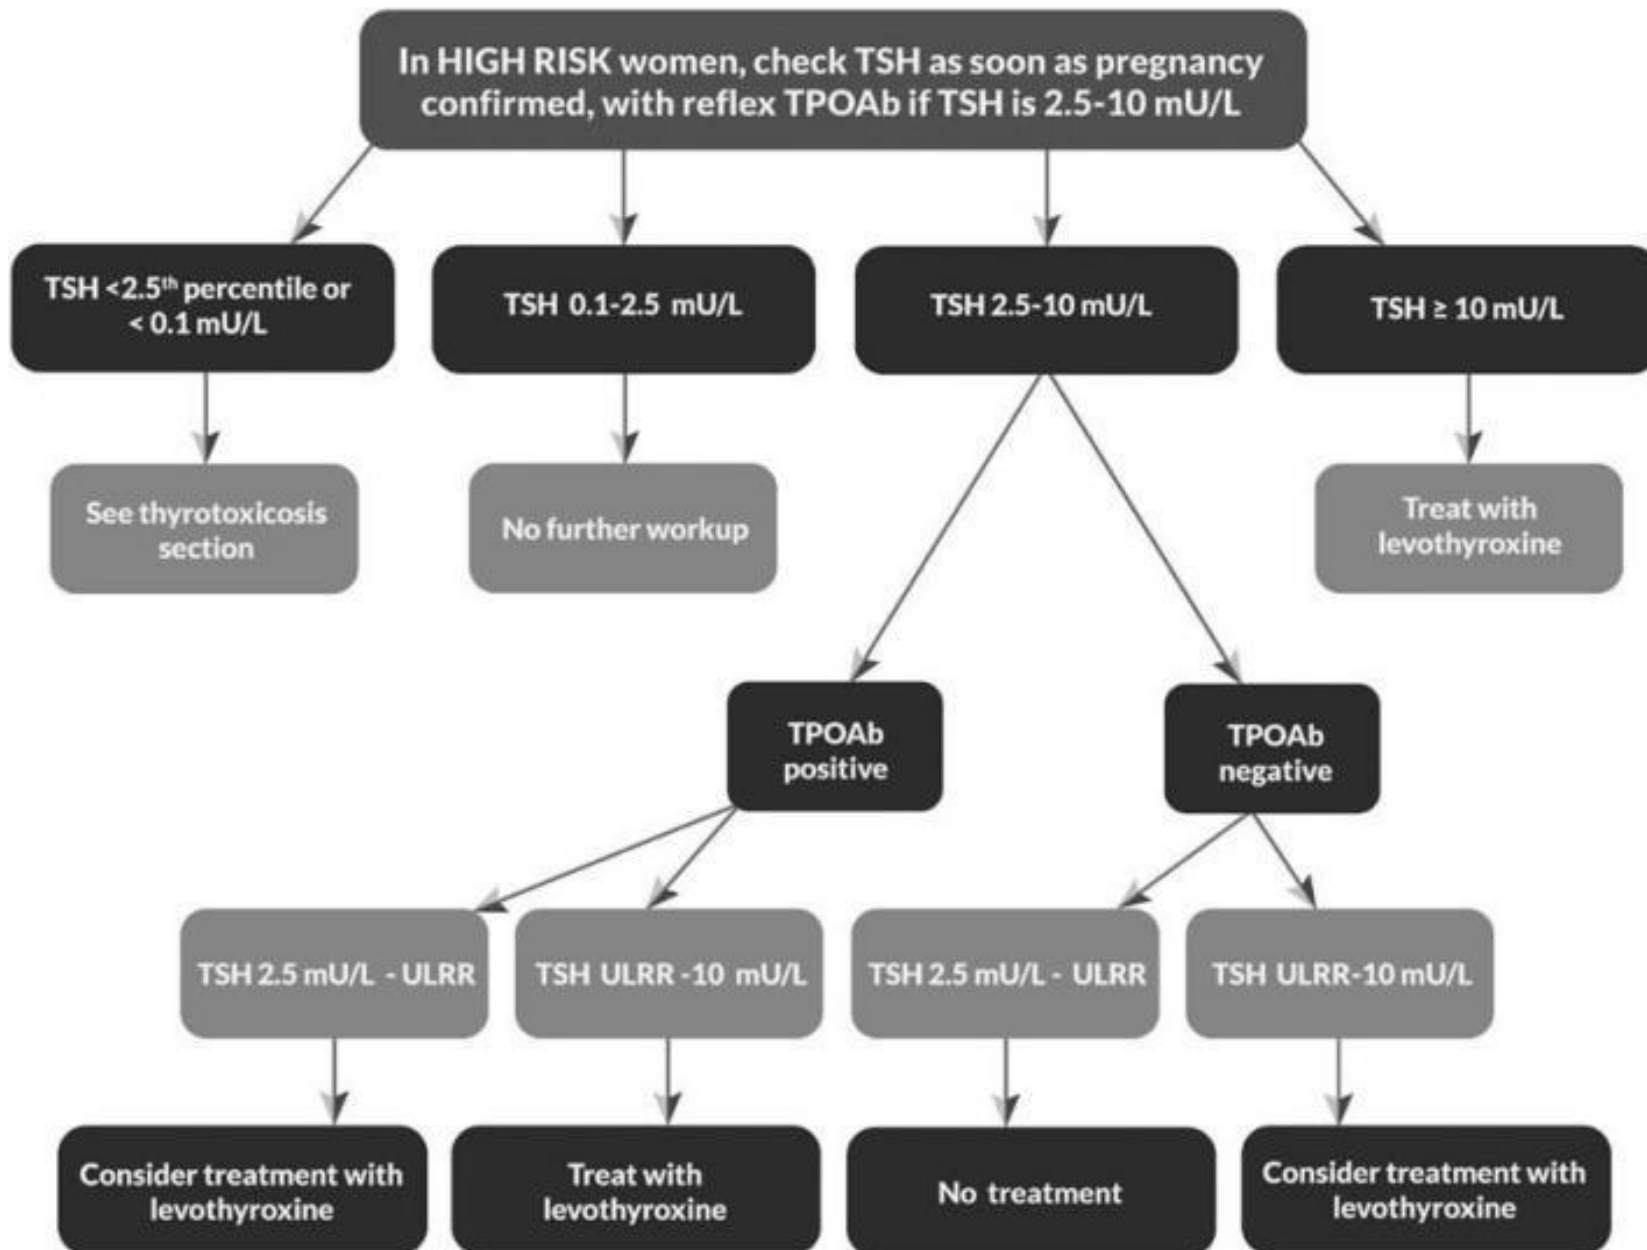 In HIGH RISK women, check TSH as soon as pregnancy
confirmed, with reflex TPOAb if TSH is 2.5-10 mU/L
TSH <2.5th percentile or
< 0.1 mU/L
TSH 0.1-2.5 mU/L
TSH 2.5-10 mU/L
TSH ≥ 10 mU/L
See thyrotoxicosis
section
No further workup
Treat with
levothyroxine
TPOAb
positive
TPOAb
negative
TSH 2.5 mU/L - ULRR
TSH ULRR -10 mU/L
TSH 2.5 mU/L - ULRR
TSH ULRR-10 mU/L
Consider treatment with
levothyroxine
Treat with
levothyroxine
No treatment
Consider treatment with
levothyroxine